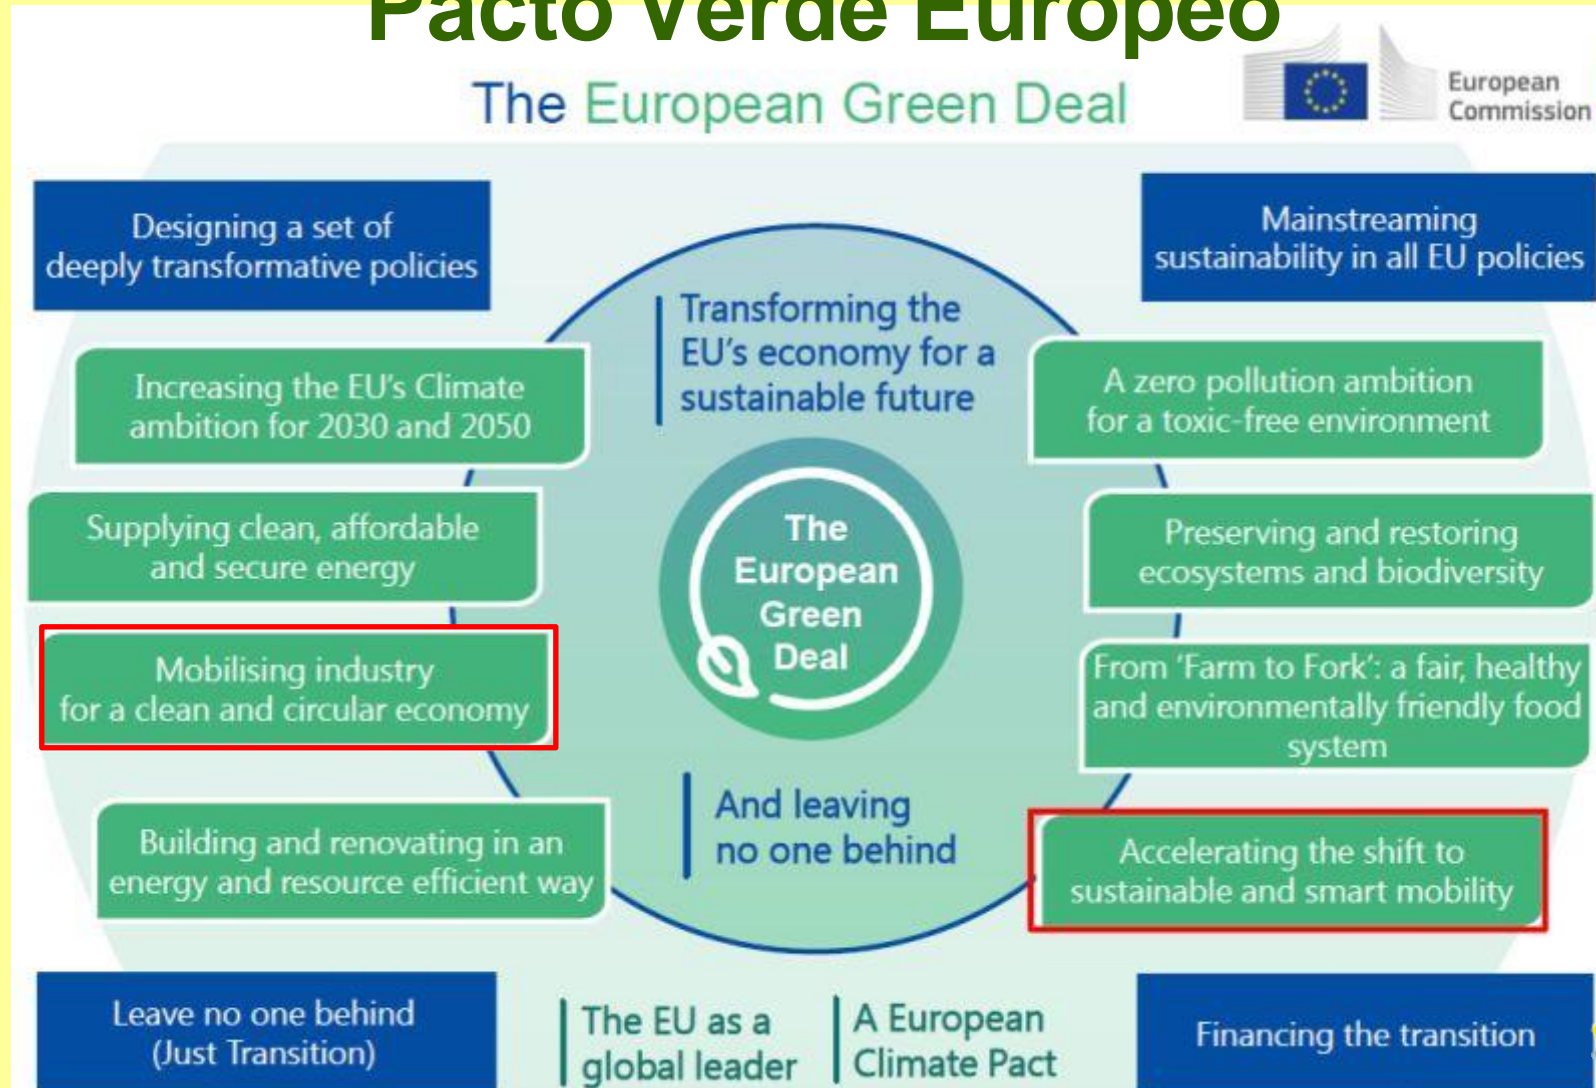 Pacto Verde Europeo
The European Green Deal
European
Commission
Designing a set of
deeply transformative policies
Mainstreaming
sustainability in all EU policies
Transforming the
EU's economy for a
sustainable future
Increasing the EU's Climate
ambition for 2030 and 2050
Supplying clean, affordable
and secure energy
Mobilising industry
for a clean and circular economy
Building and renovating in an
energy and resource efficient way
The
European
Green
Deal
A zero pollution ambition
for a toxic-free environment
Preserving and restoring
ecosystems and biodiversity
From ‘Farm to Fork’: a fair, healthy
and environmentally friendly food
system
Accelerating the shift to
sustainable and smart mobility
And leaving
no one behind
Leave no one behind
(Just Transition)
The EU as a
global leader
A European
Climate Pact
Financing the transition